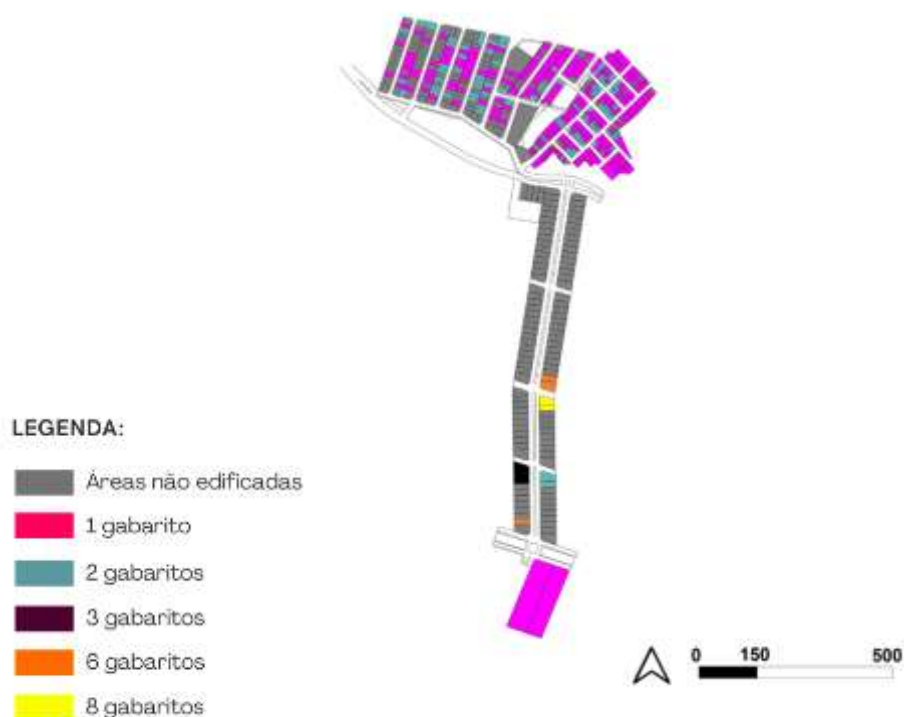 LEGENDA:
Áreas não edificadas
1 gabarito
2 gabaritos
3 gabaritos
6 gabaritos
8 gabaritos
0 150 500